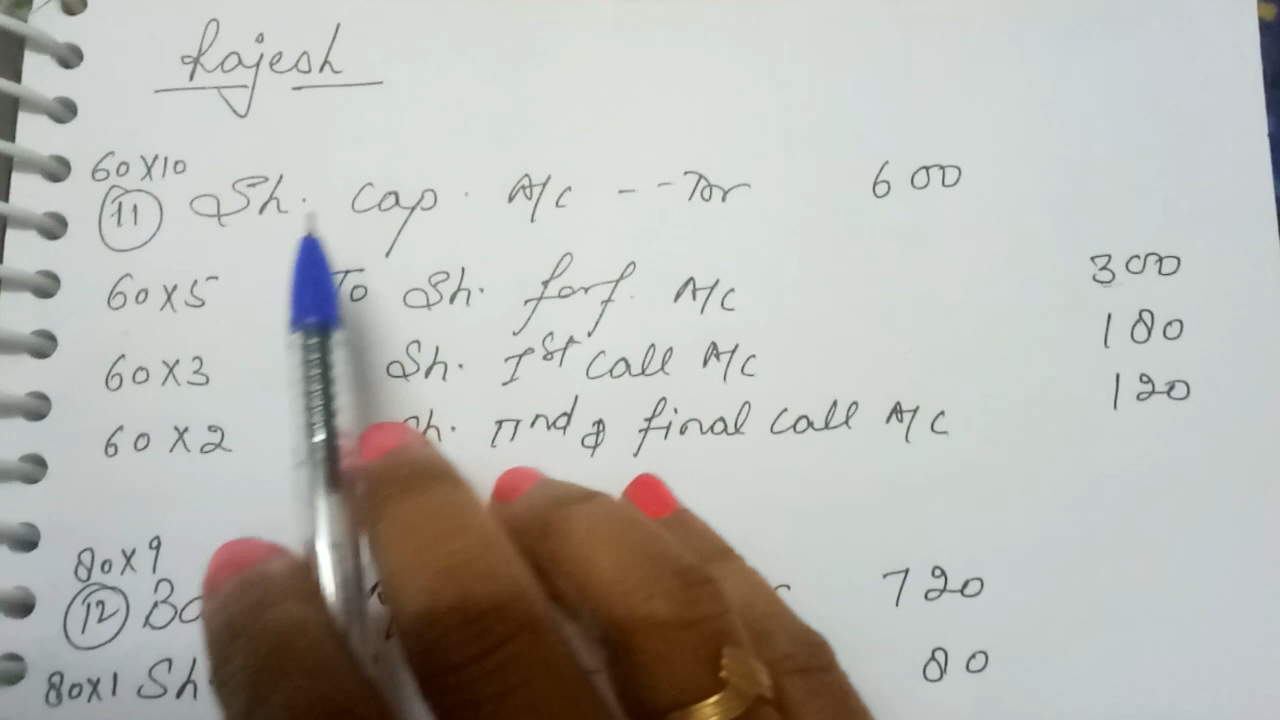 Rajesh
60X10
11 Sh. Cap. A/c --- Dr 600
60X5 To Sh. forf. A/c 300
60X3 Sh. Ist Call A/c 180
60X2 Sh. IInd & final Call A/c 120
80X9
12 720
80X1 Sh. 80